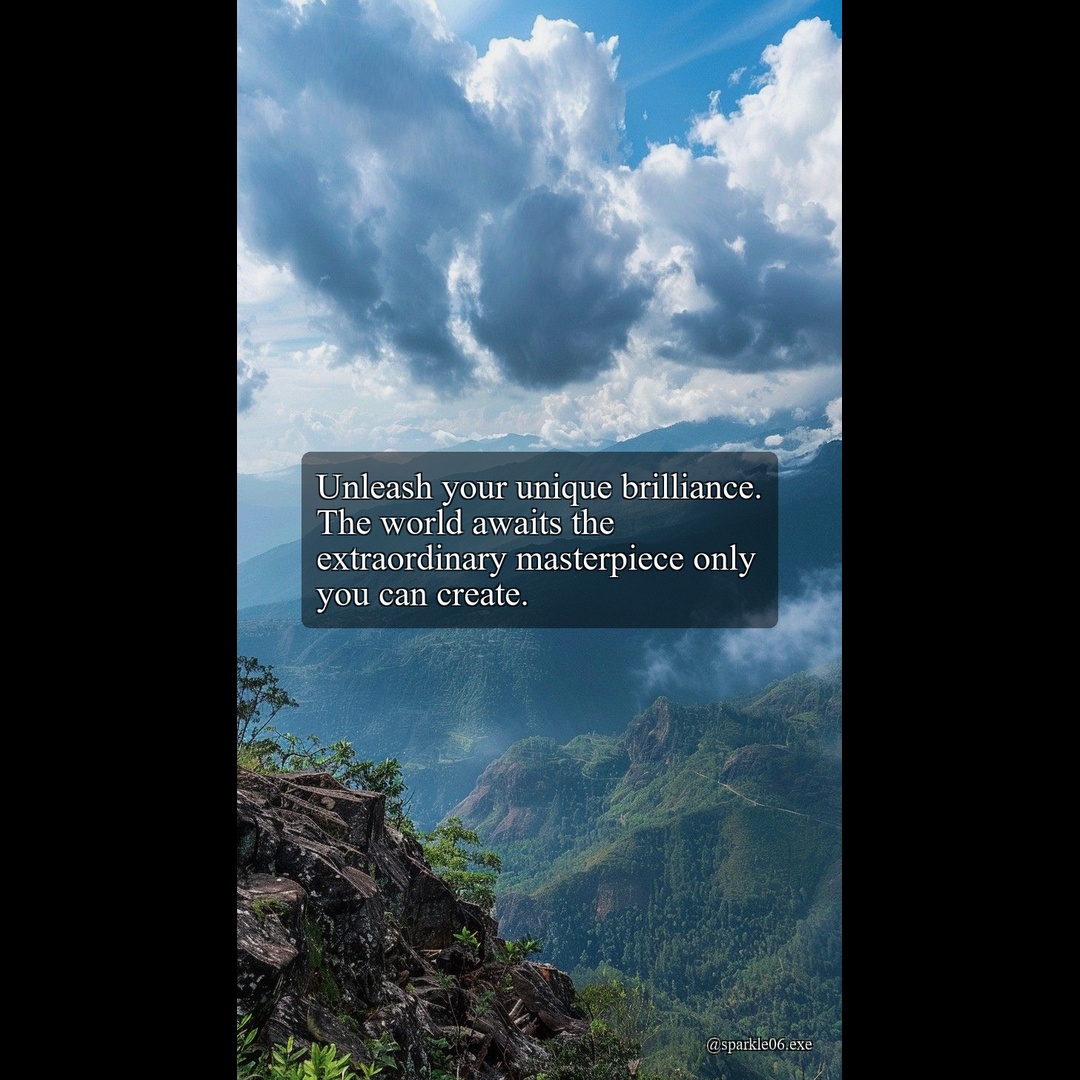 Unleash your unique brilliance.
The world awaits the
extraordinary masterpiece only
you can create.
@sparkle06.exe